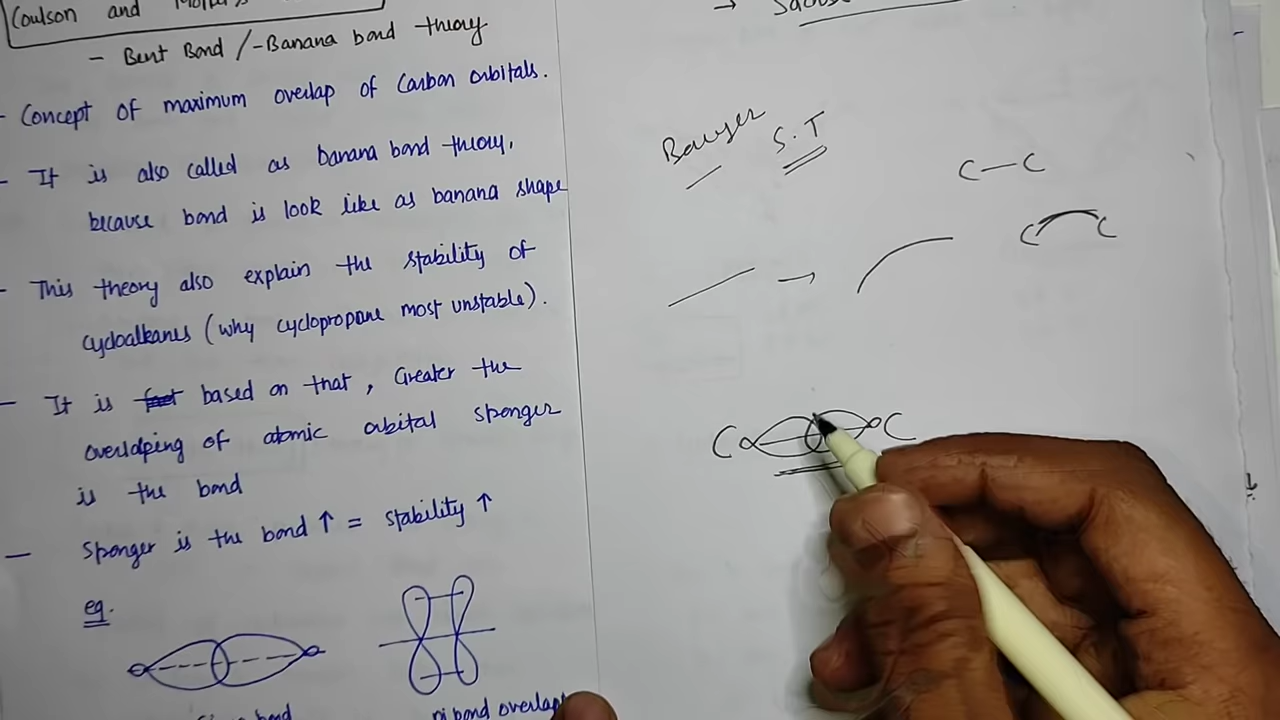 Coulson and
- Bent Bond /- Banana bond theory
- Concept of maximum overlap of Carbon orbitals.
- It is also called as banana bond theory,
because bond is look like as banana shape
- This theory also explain the stability of
cycloalkanes (why cyclopropane most unstable).
- It is based on that, Greater the
overlaping of atomic orbital sponger
is the bond
- Sponger is the bond ↑ = stability ↑
eg.
bond
pi bond overlap
→
Baeyer S.T
C-C
C C
→
C C